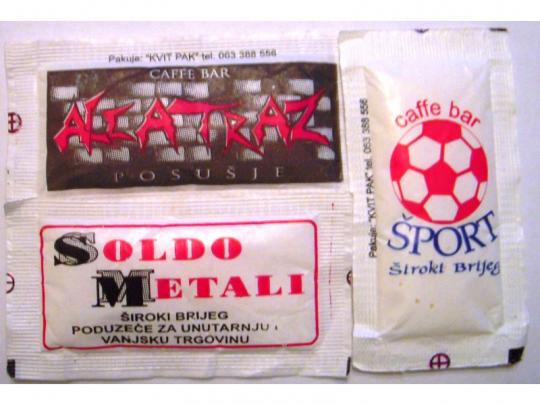 Pakuje: "KVIT PAK" tel. 063 388 556
CAFFE BAR
ALCATRAZ
POSUŠJE
SOLDO
METALI
ŠIROKI BRIJEG
PODUZEĆE ZA UNUTARNJU I
VANJSKU TRGOVINU
Pakuje: "KVIT PAK" tel. 063 388 556
caffe bar
ŠPORT
Široki Brijeg